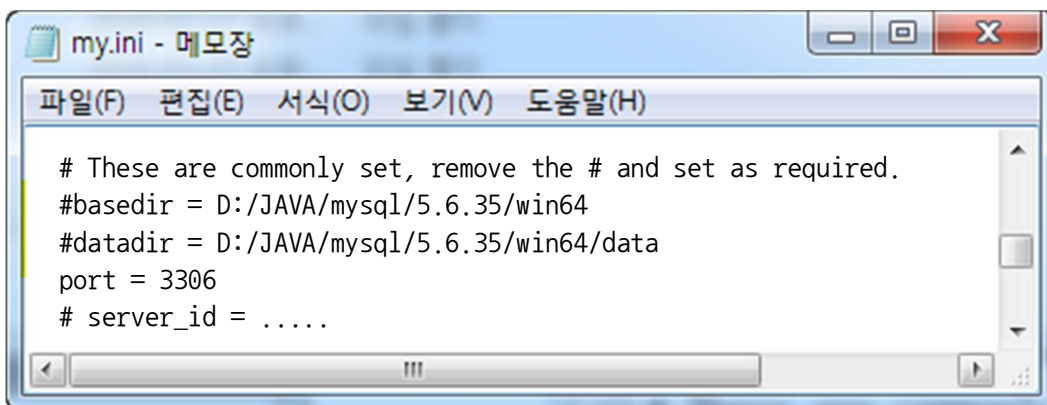 my.ini - 메모장
파일(F) 편집(E) 서식(O) 보기(V) 도움말(H)
# These are commonly set, remove the # and set as required.
#basedir = D:/JAVA/mysql/5.6.35/win64
#datadir = D:/JAVA/mysql/5.6.35/win64/data
port = 3306
# server_id = .....